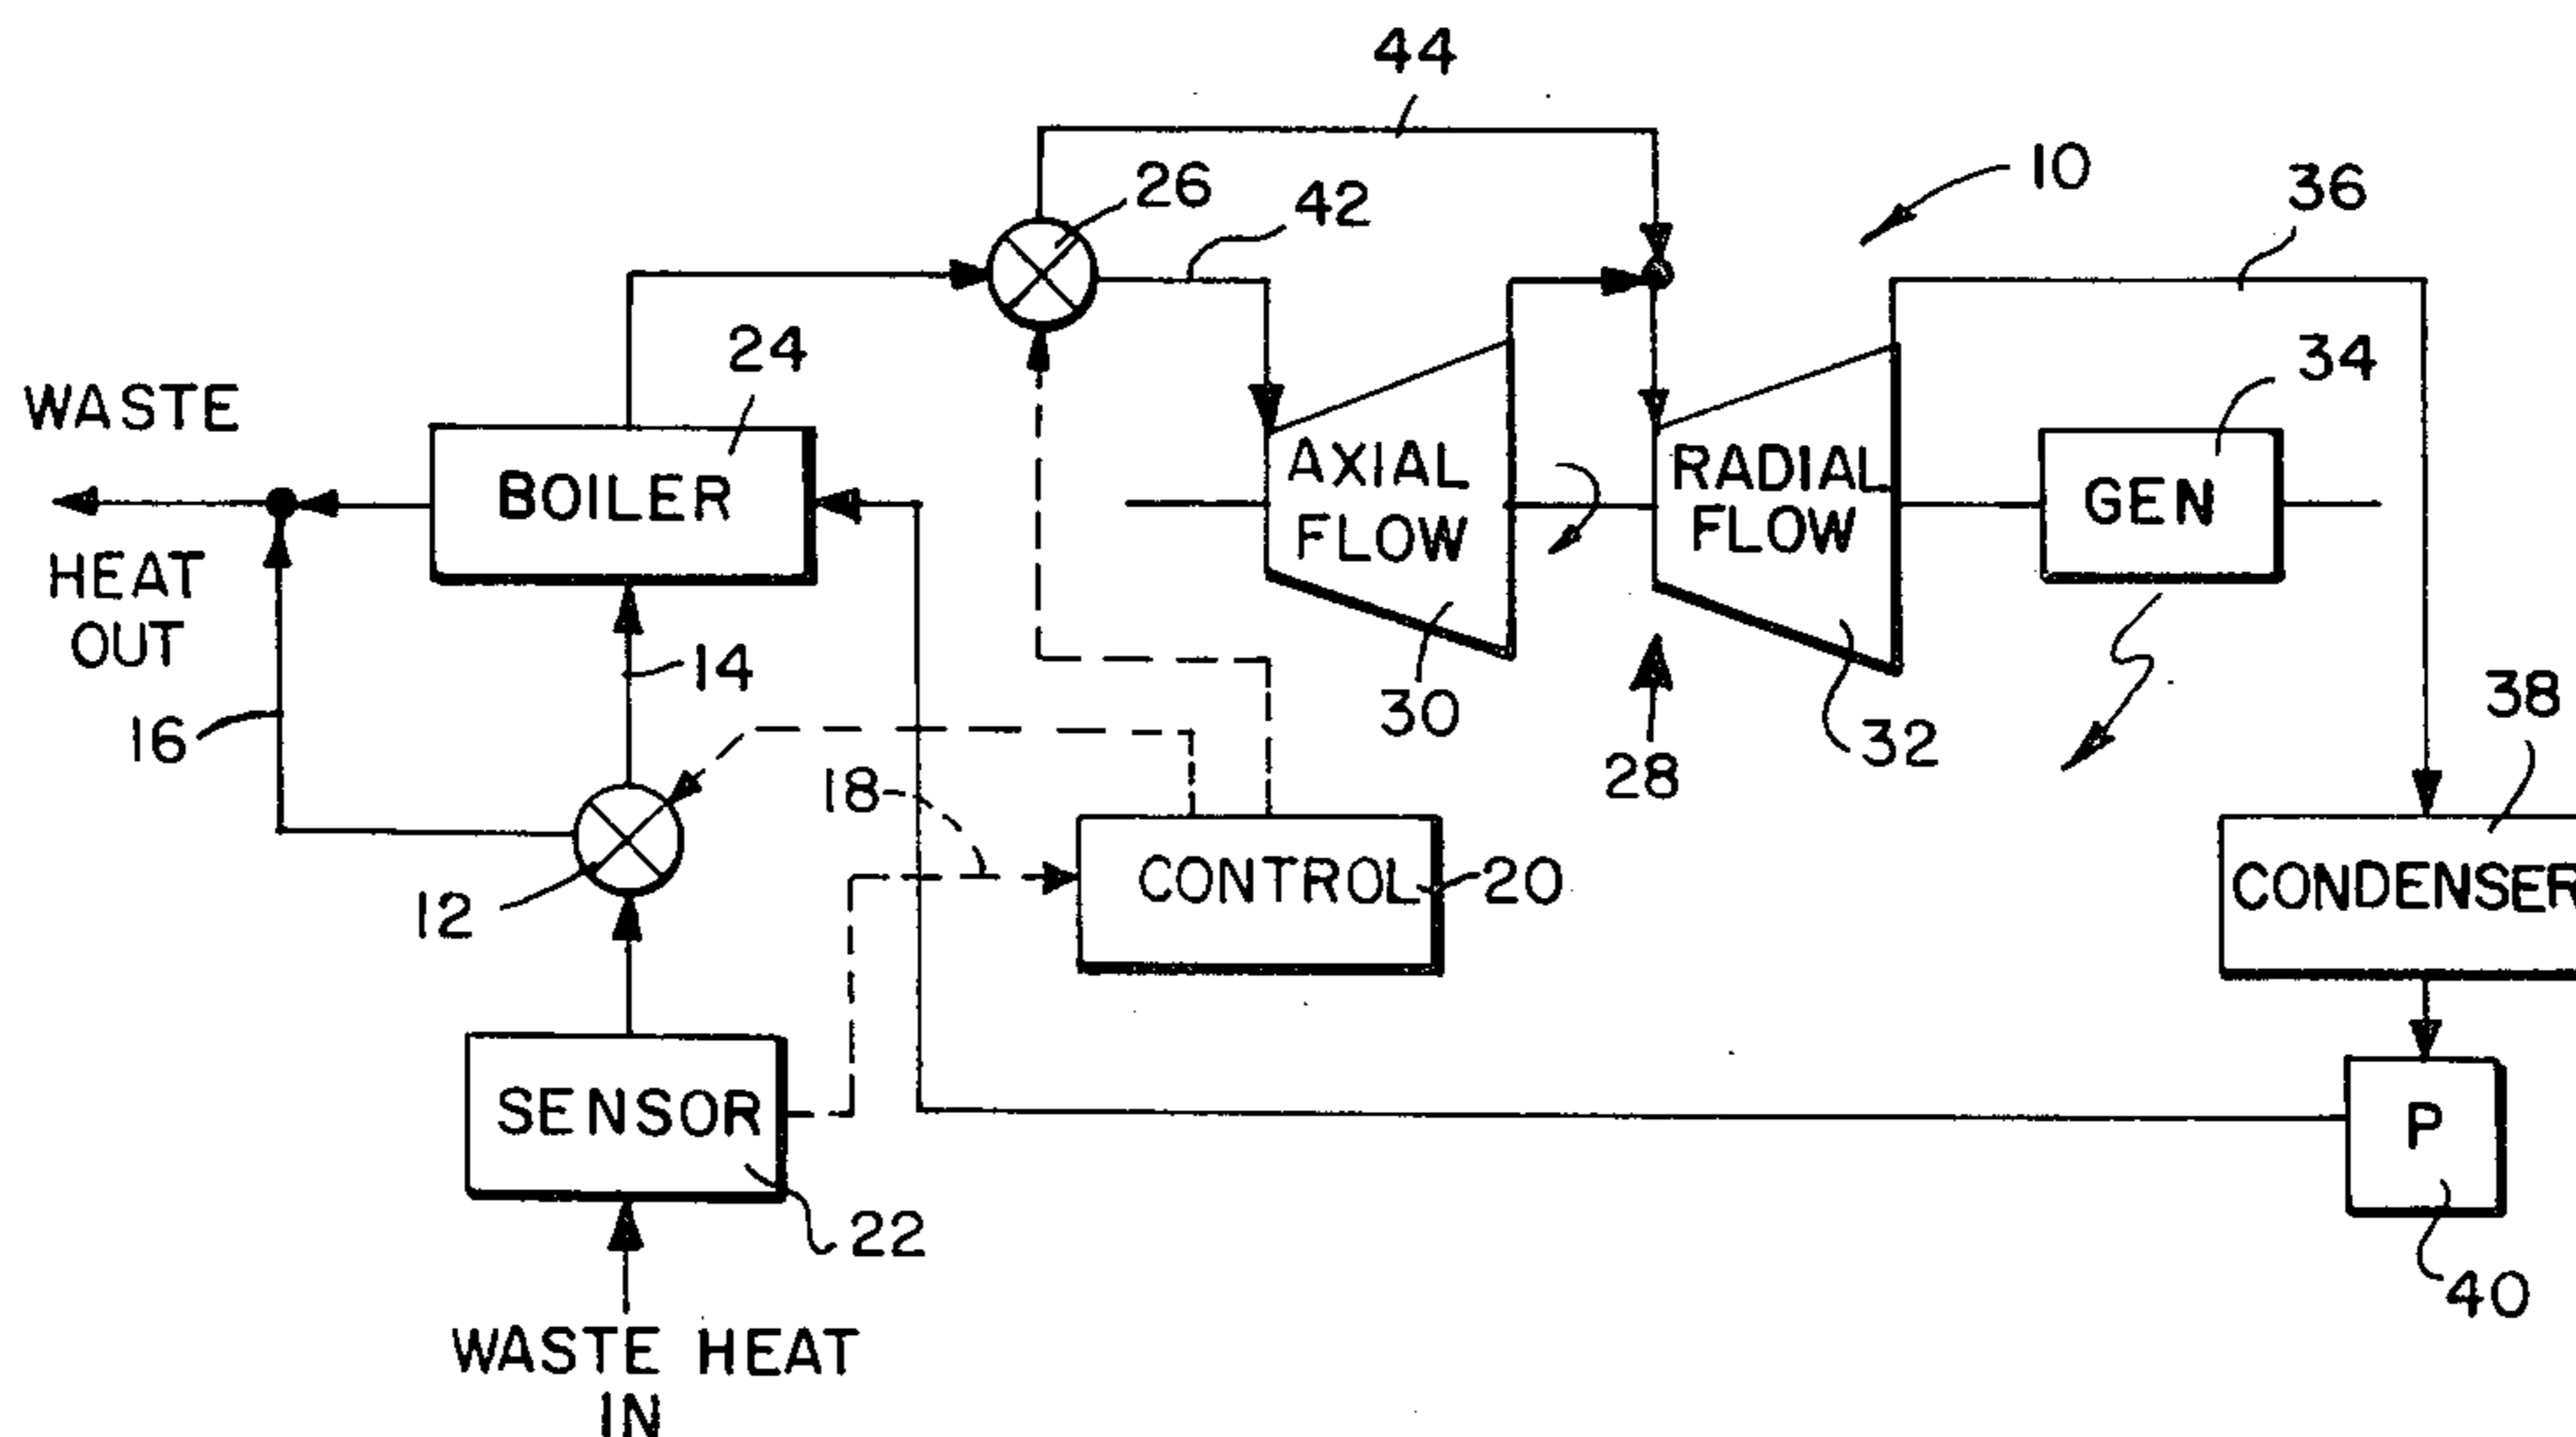 44
10
26
42
36
24
34
WASTE
HEAT
OUT
BOILER
AXIAL
FLOW
RADIAL
FLOW
GEN
14
16
30
28
32
38
18
12
CONTROL
20
CONDENSER
SENSOR
22
P
40
WASTE HEAT
IN